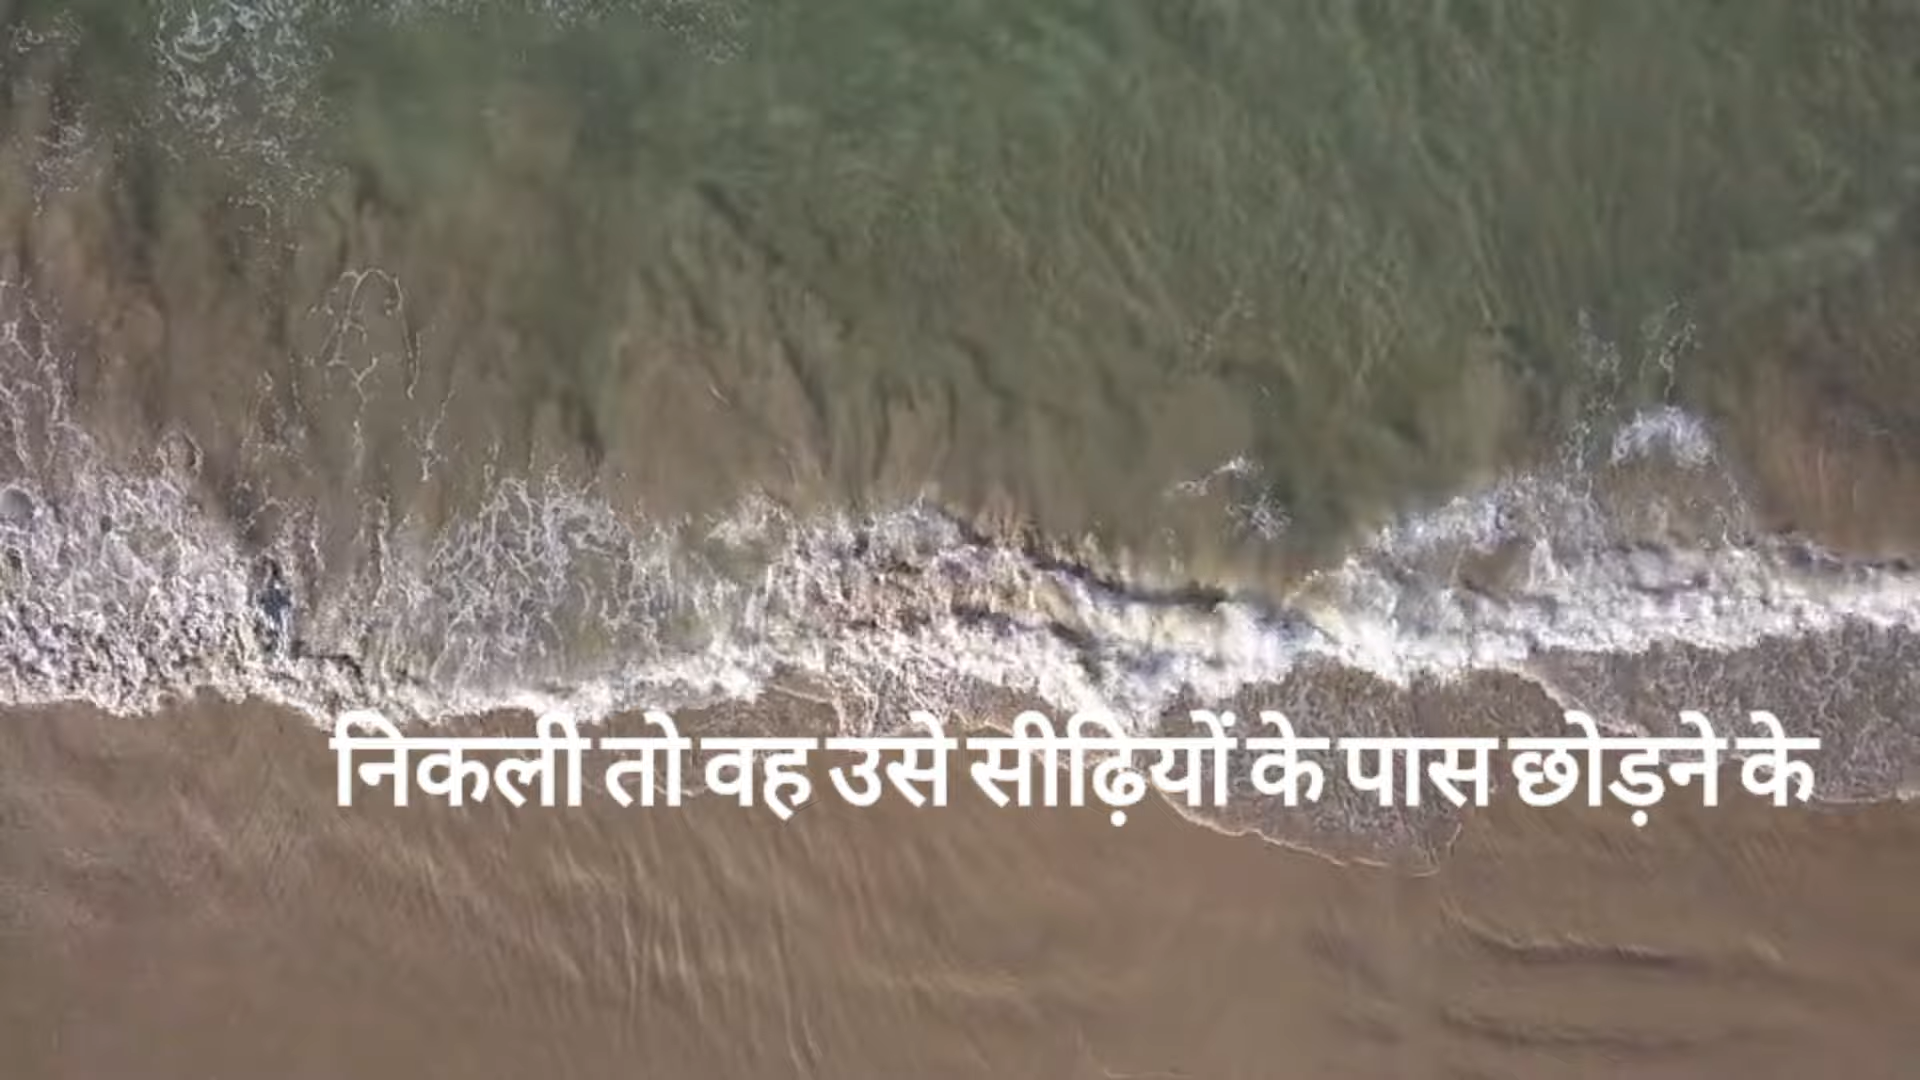 निकली तो वह उसे सीढ़ियों के पास छोड़ने के